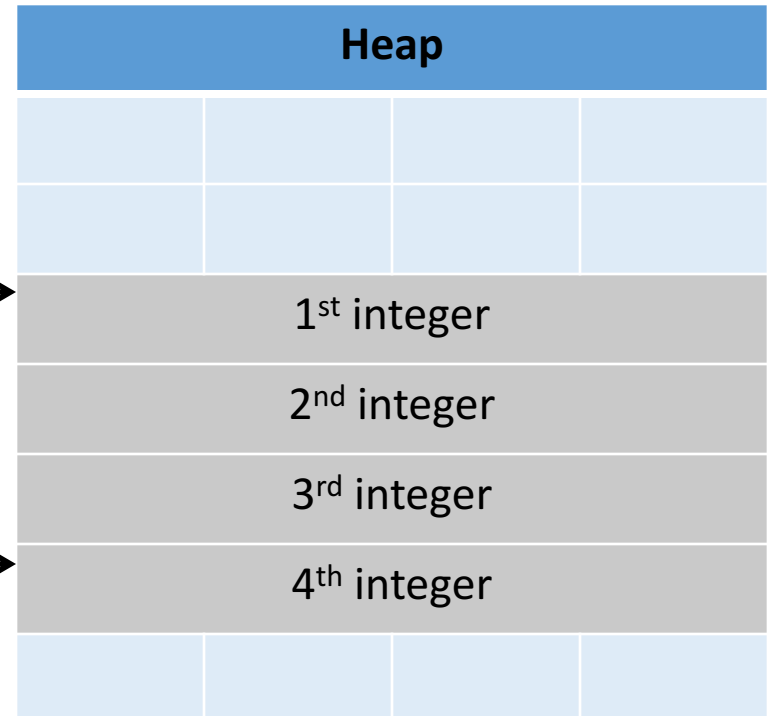 Heap
1st integer
2nd integer
3rd integer
4th integer